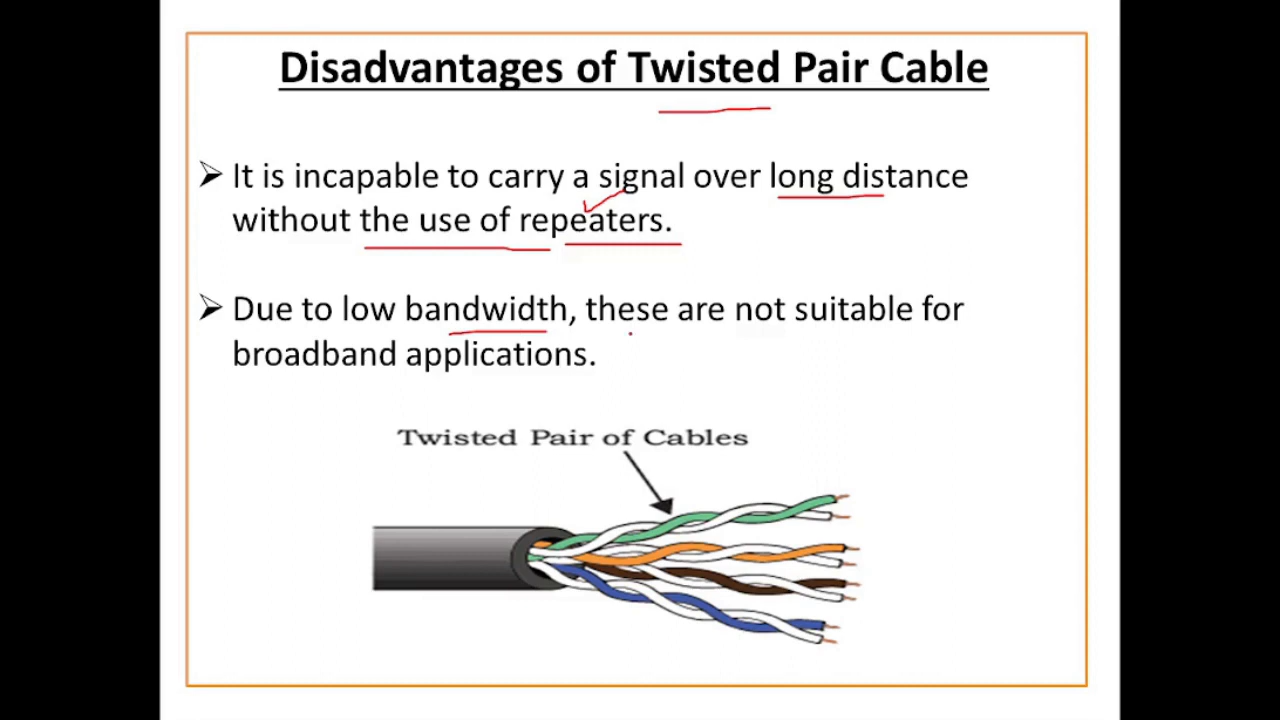 Disadvantages of Twisted Pair Cable
It is incapable to carry a signal over long distance
without the use of repeaters.
Due to low bandwidth, these are not suitable for
broadband applications.
Twisted Pair of Cables